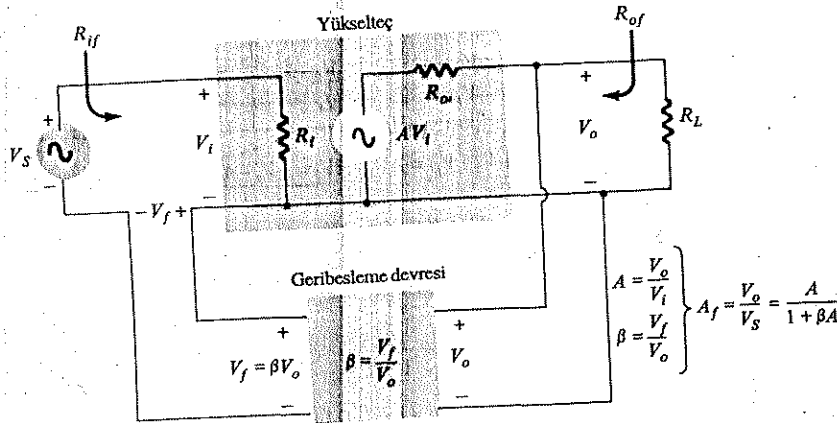 Yükselteç
R_if
R_of
+
+
+
R_o
V_S
V_i
R_i
AV_i
V_o
R_L
−
−
−
− V_f +
Geribesleme devresi
A = V_o / V_i
β = V_f / V_o
A_f = V_o / V_S = A / 1 + βA
+
+
V_f = βV_o
β = V_f / V_o
V_o
−
−